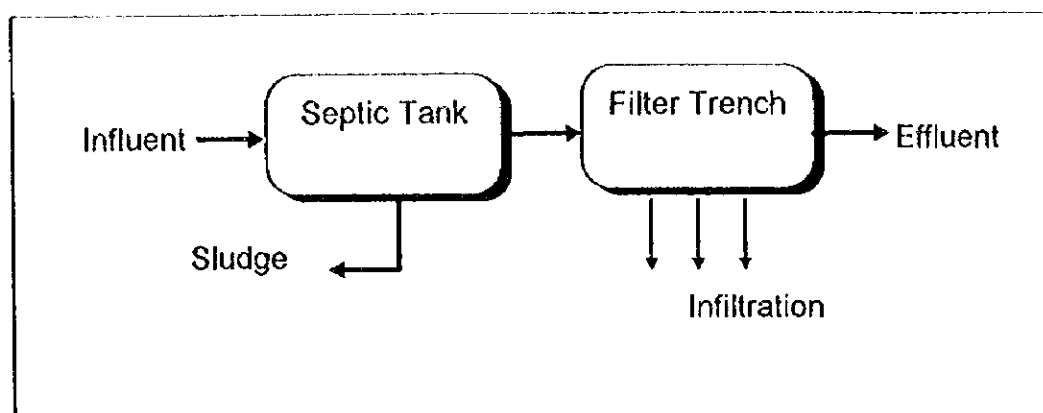 Septic Tank
Filter Trench
Influent
Effluent
Sludge
Infiltration